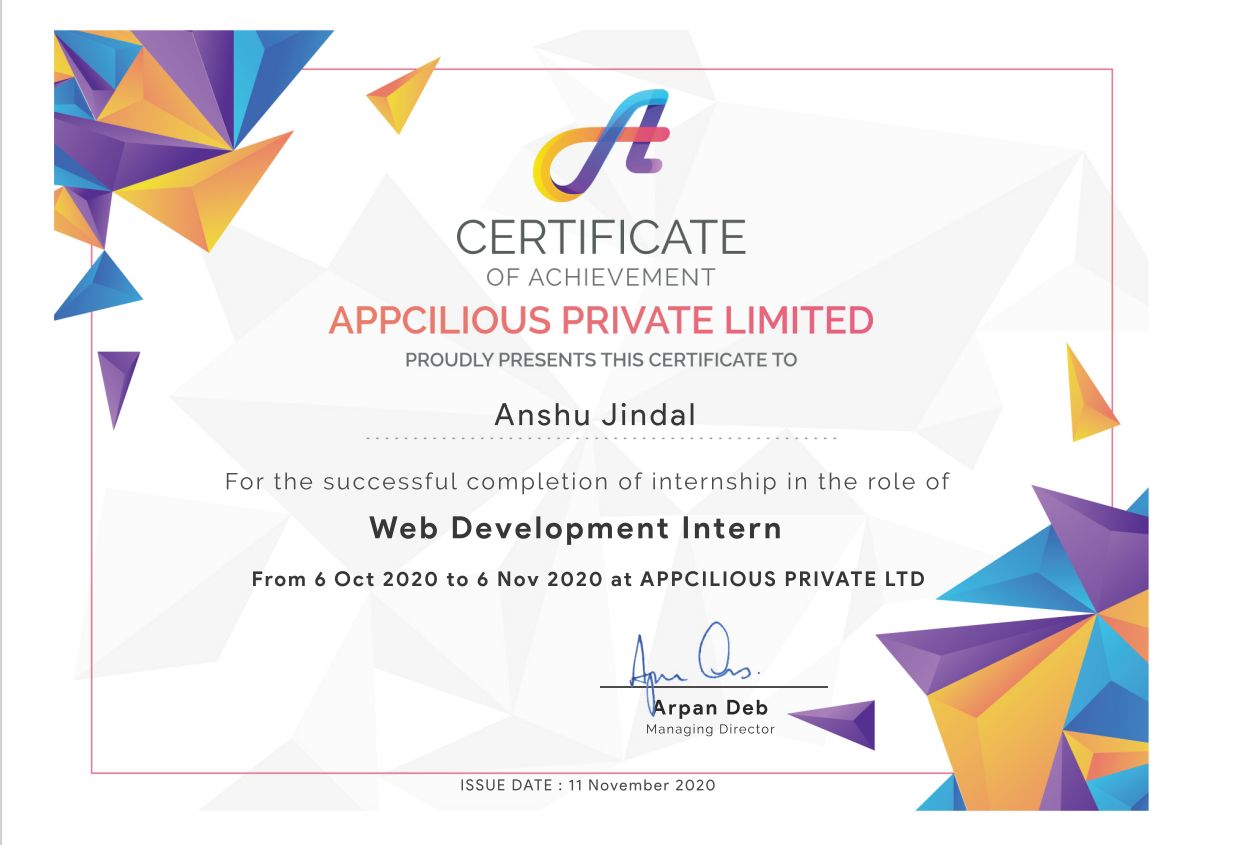 CERTIFICATE
OF ACHIEVEMENT
APPCILIOUS PRIVATE LIMITED
PROUDLY PRESENTS THIS CERTIFICATE TO
Anshu Jindal
For the successful completion of internship in the role of
Web Development Intern
From 6 Oct 2020 to 6 Nov 2020 at APPCILIOUS PRIVATE LTD
Arpan Deb
Managing Director
ISSUE DATE : 11 November 2020